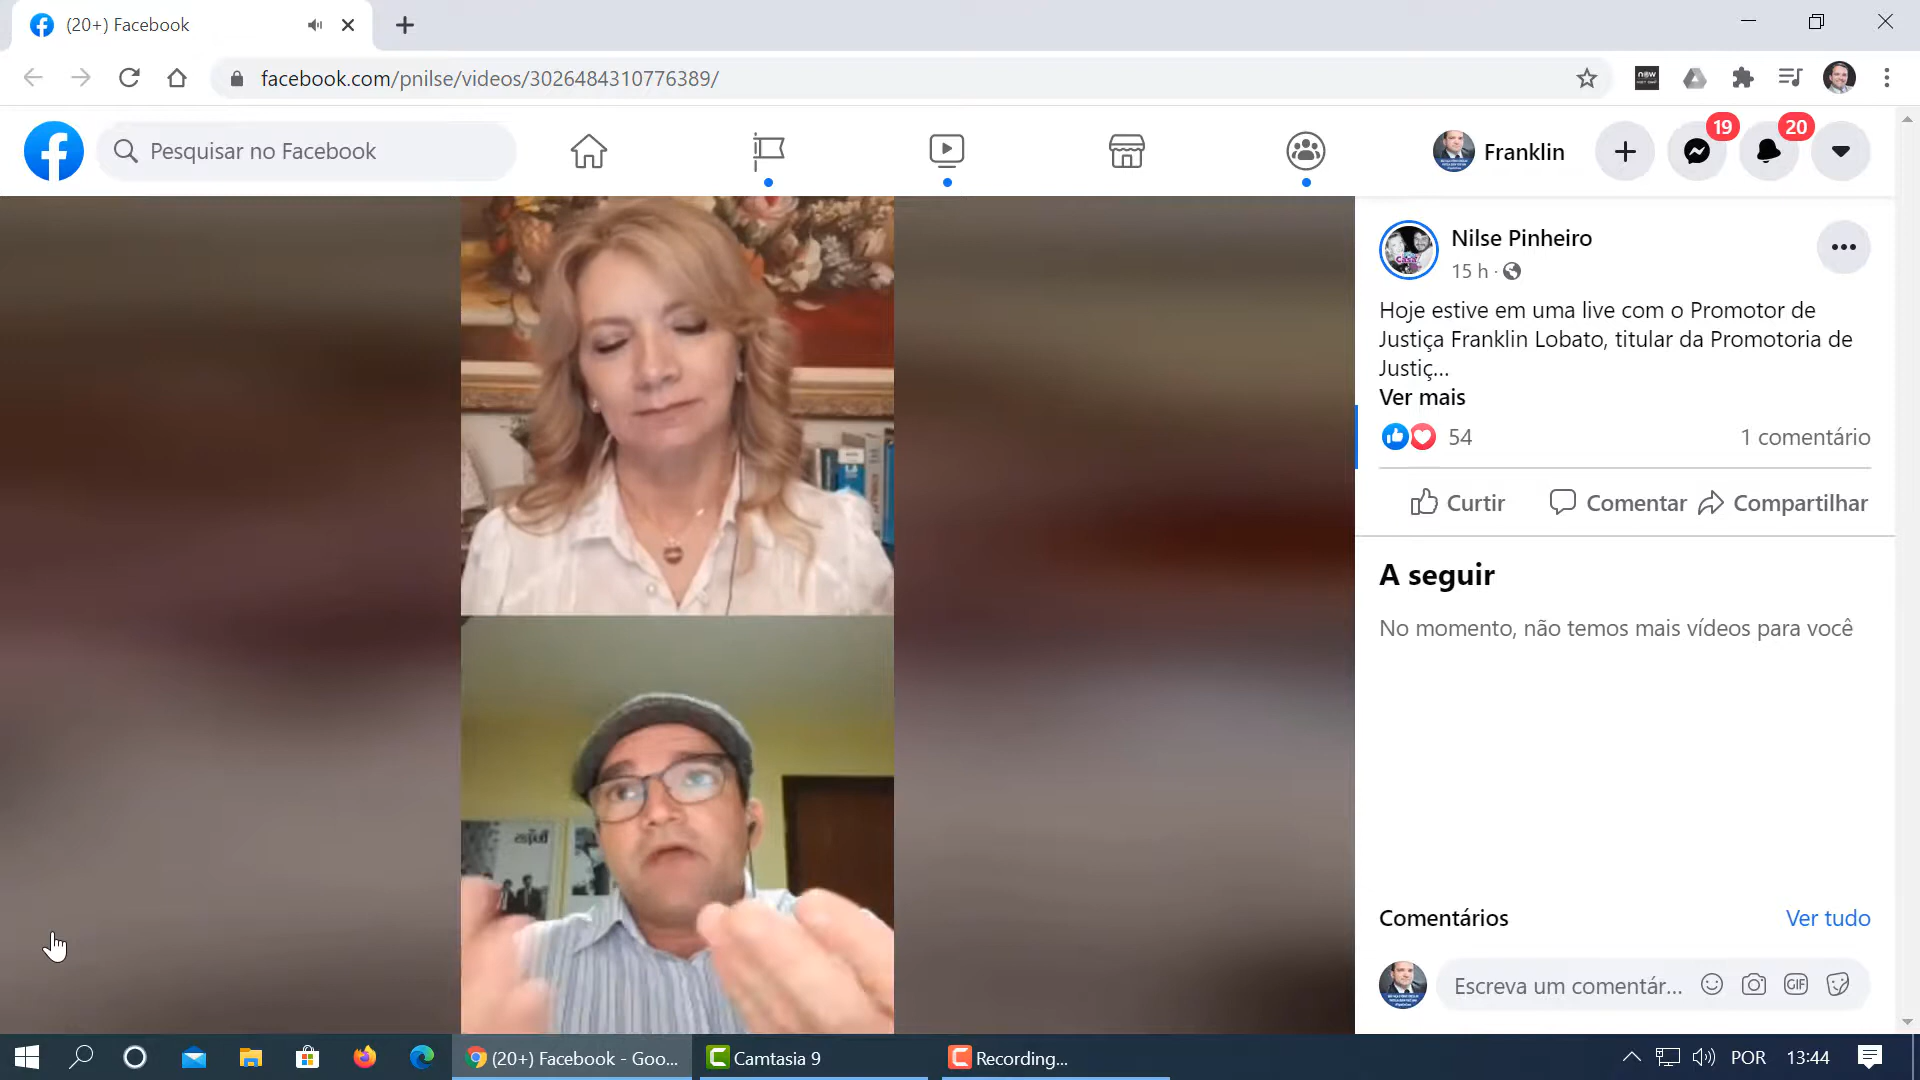 (20+) Facebook
facebook.com/pnilse/videos/3026484310776389/
Pesquisar no Facebook
Franklin
19
20
Nilse Pinheiro
15 h ·
Hoje estive em uma live com o Promotor de
Justiça Franklin Lobato, titular da Promotoria de
Justiç...
Ver mais
54
1 comentário
Curtir
Comentar
Compartilhar
A seguir
No momento, não temos mais vídeos para você
Comentários
Ver tudo
Escreva um comentár...
GIF
(20+) Facebook - Goo...
Camtasia 9
Recording...
POR
13:44